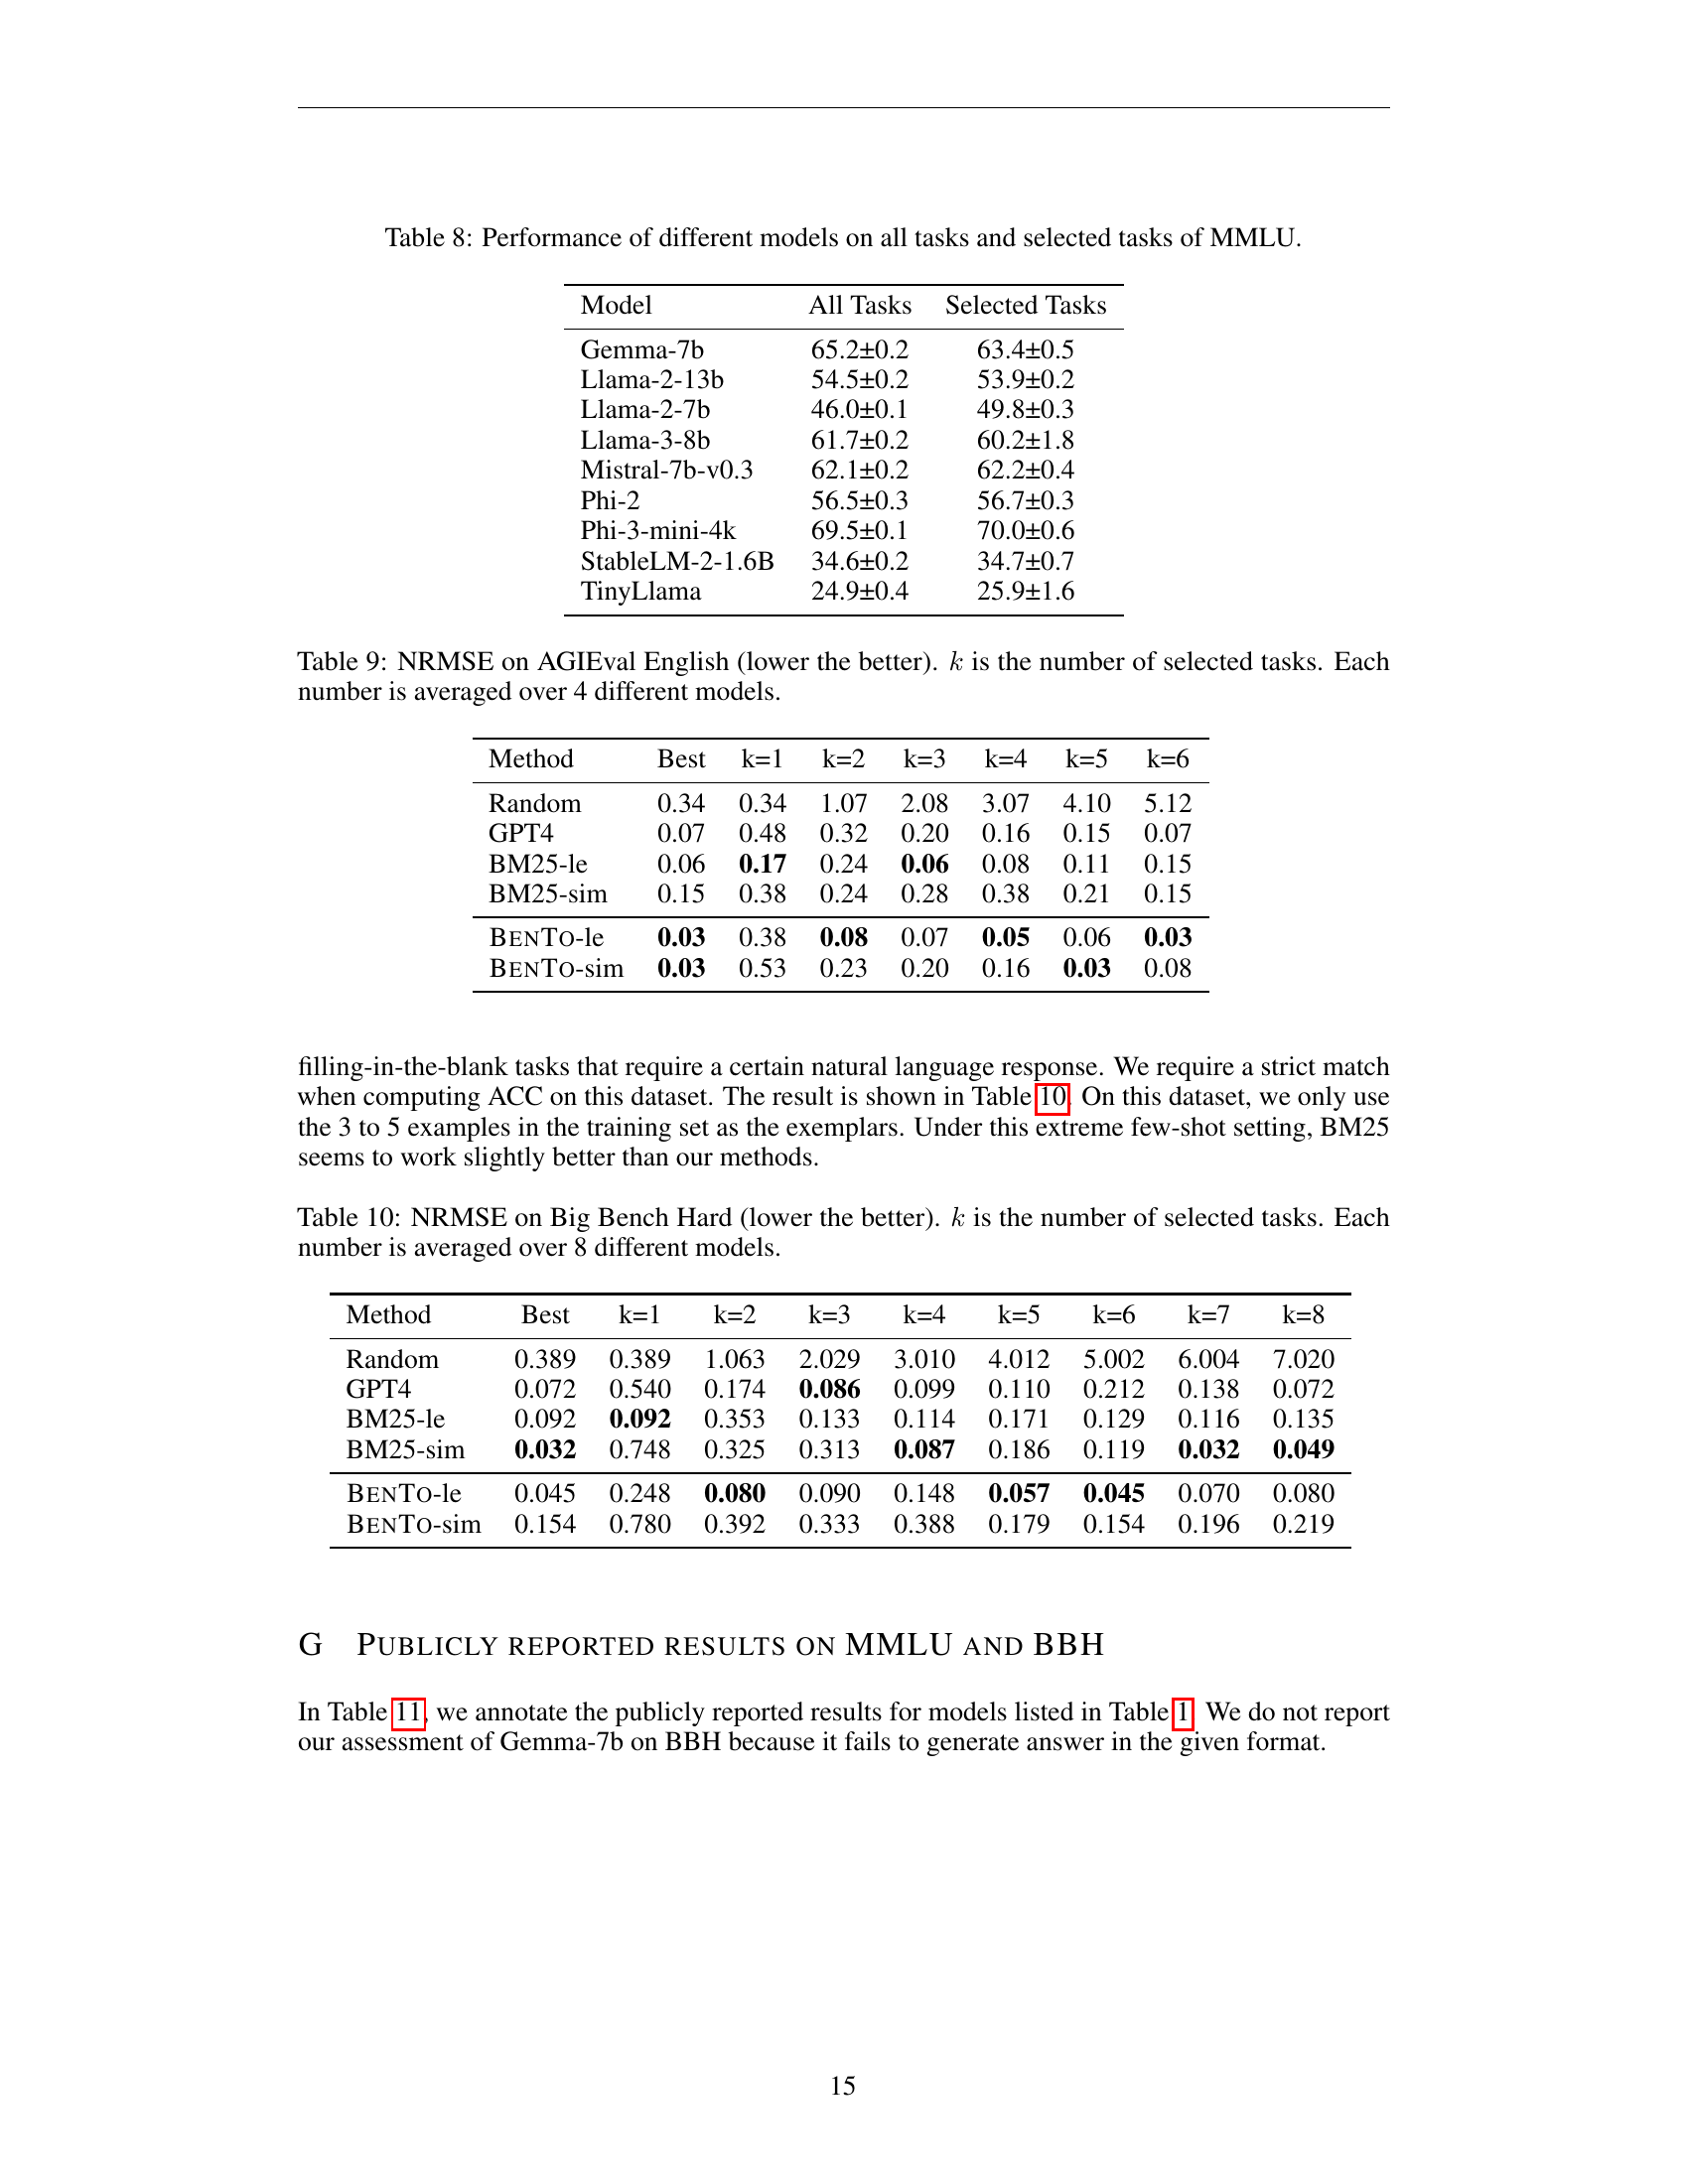 Table 8: Performance of different models on all tasks and selected tasks of MMLU.
Model All Tasks Selected Tasks
Gemma-7b 65.2±0.2 63.4±0.5
Llama-2-13b 54.5±0.2 53.9±0.2
Llama-2-7b 46.0±0.1 49.8±0.3
Llama-3-8b 61.7±0.2 60.2±1.8
Mistral-7b-v0.3 62.1±0.2 62.2±0.4
Phi-2 56.5±0.3 56.7±0.3
Phi-3-mini-4k 69.5±0.1 70.0±0.6
StableLM-2-1.6B 34.6±0.2 34.7±0.7
TinyLlama 24.9±0.4 25.9±1.6
Table 9: NRMSE on AGIEval English (lower the better). k is the number of selected tasks. Each
number is averaged over 4 different models.
Method Best k=1 k=2 k=3 k=4 k=5 k=6
Random 0.34 0.34 1.07 2.08 3.07 4.10 5.12
GPT4 0.07 0.48 0.32 0.20 0.16 0.15 0.07
BM25-le 0.06 0.17 0.24 0.06 0.08 0.11 0.15
BM25-sim 0.15 0.38 0.24 0.28 0.38 0.21 0.15
BENTO-le 0.03 0.38 0.08 0.07 0.05 0.06 0.03
BENTO-sim 0.03 0.53 0.23 0.20 0.16 0.03 0.08
filling-in-the-blank tasks that require a certain natural language response. We require a strict match
when computing ACC on this dataset. The result is shown in Table 10. On this dataset, we only use
the 3 to 5 examples in the training set as the exemplars. Under this extreme few-shot setting, BM25
seems to work slightly better than our methods.
Table 10: NRMSE on Big Bench Hard (lower the better). k is the number of selected tasks. Each
number is averaged over 8 different models.
Method Best k=1 k=2 k=3 k=4 k=5 k=6 k=7 k=8
Random 0.389 0.389 1.063 2.029 3.010 4.012 5.002 6.004 7.020
GPT4 0.072 0.540 0.174 0.086 0.099 0.110 0.212 0.138 0.072
BM25-le 0.092 0.092 0.353 0.133 0.114 0.171 0.129 0.116 0.135
BM25-sim 0.032 0.748 0.325 0.313 0.087 0.186 0.119 0.032 0.049
BENTO-le 0.045 0.248 0.080 0.090 0.148 0.057 0.045 0.070 0.080
BENTO-sim 0.154 0.780 0.392 0.333 0.388 0.179 0.154 0.196 0.219
G PUBLICLY REPORTED RESULTS ON MMLU AND BBH
In Table 11, we annotate the publicly reported results for models listed in Table 1. We do not report
our assessment of Gemma-7b on BBH because it fails to generate answer in the given format.
15